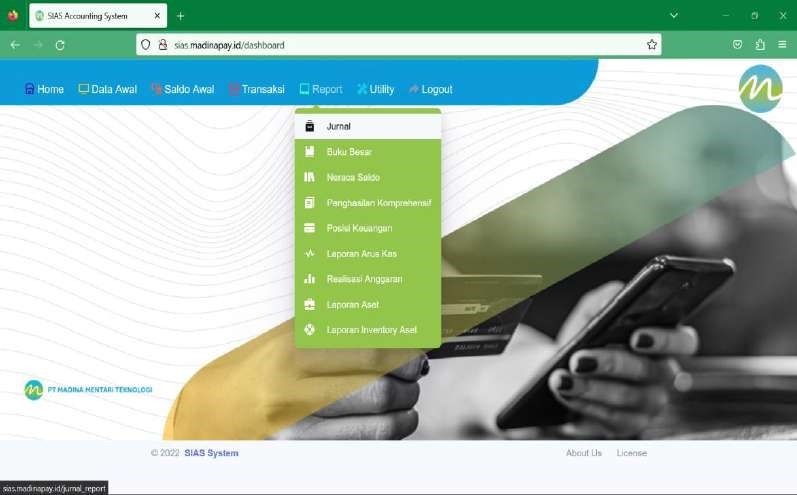 SIAS Accounting System
sias.madinapay.id/dashboard
Home Data Awal Saldo Awal Transaksi Report Utility Logout
Jurnal
Buku Besar
Neraca Saldo
Penghasilan Komprehensif
Posisi Keuangan
Laporan Arus Kas
Realisasi Anggaran
Laporan Aset
Laporan Inventory Aset
PT MADINA MENTARI TEKNOLOGI
© 2022 SIAS System About Us License
sias.madinapay.id/jurnal_report